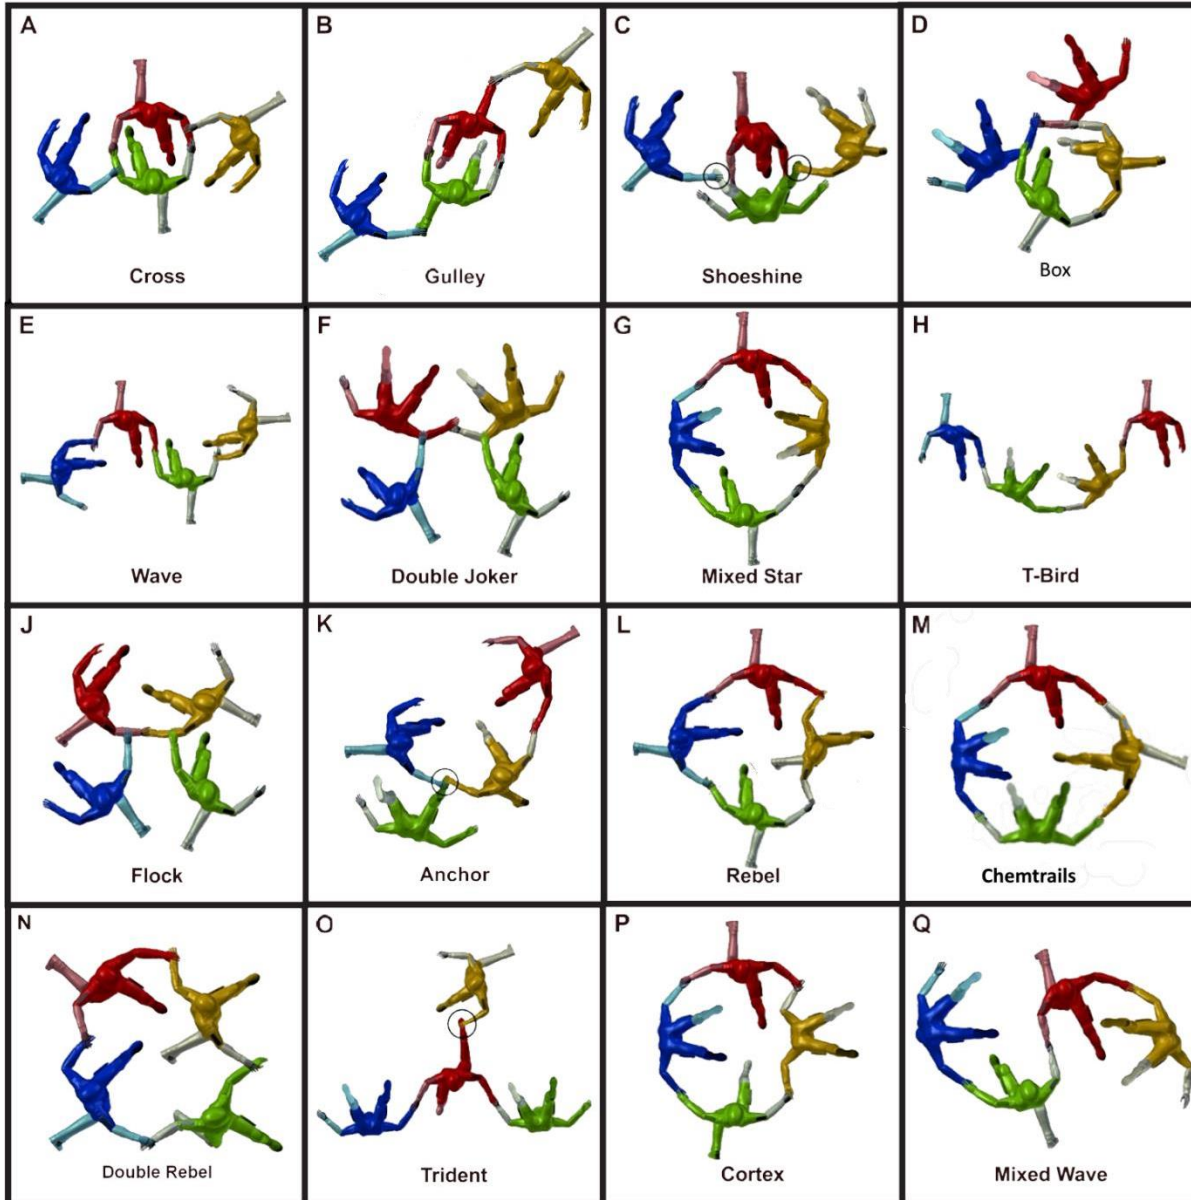 A
B
C
D
Cross
Gulley
Shoeshine
Box
E
F
G
H
Wave
Double Joker
Mixed Star
T-Bird
J
K
L
M
Flock
Anchor
Rebel
Chemtrails
N
O
P
Q
Double Rebel
Trident
Cortex
Mixed Wave